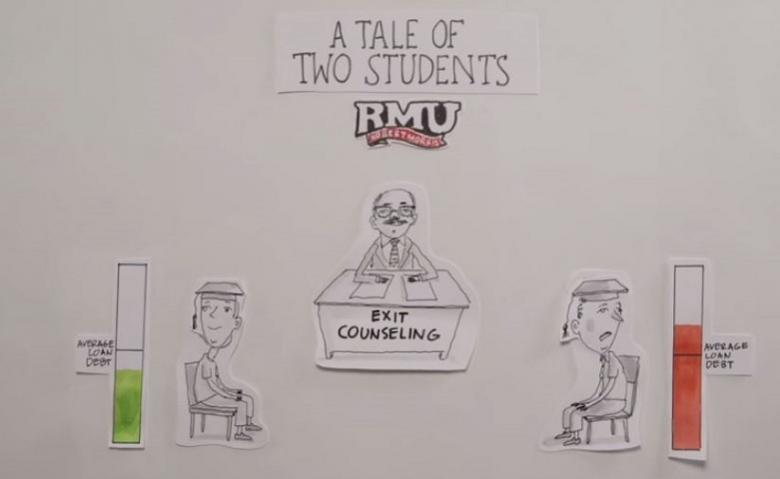 A TALE OF
TWO STUDENTS
RMU
ROBERT MORRIS
EXIT
COUNSELING
AVERAGE
LOAN
DEBT
AVERAGE
LOAN
DEBT